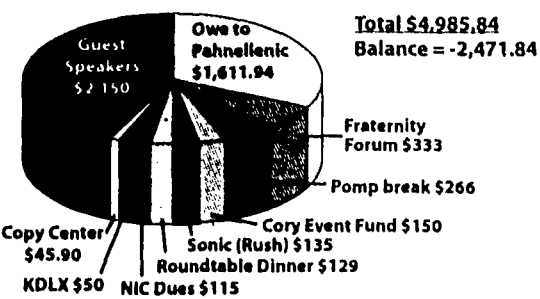 Guest
Speakers
$2 150
Owe to
Pahnellenic
$1,611.94
Total $4,985.84
Balance = -2,471.84
Fraternity
Forum $333
Pomp break $266
Cory Event Fund $150
Sonic (Rush) $135
Roundtable Dinner $129
NIC Dues $115
KDLX $50
Copy Center
$45.90